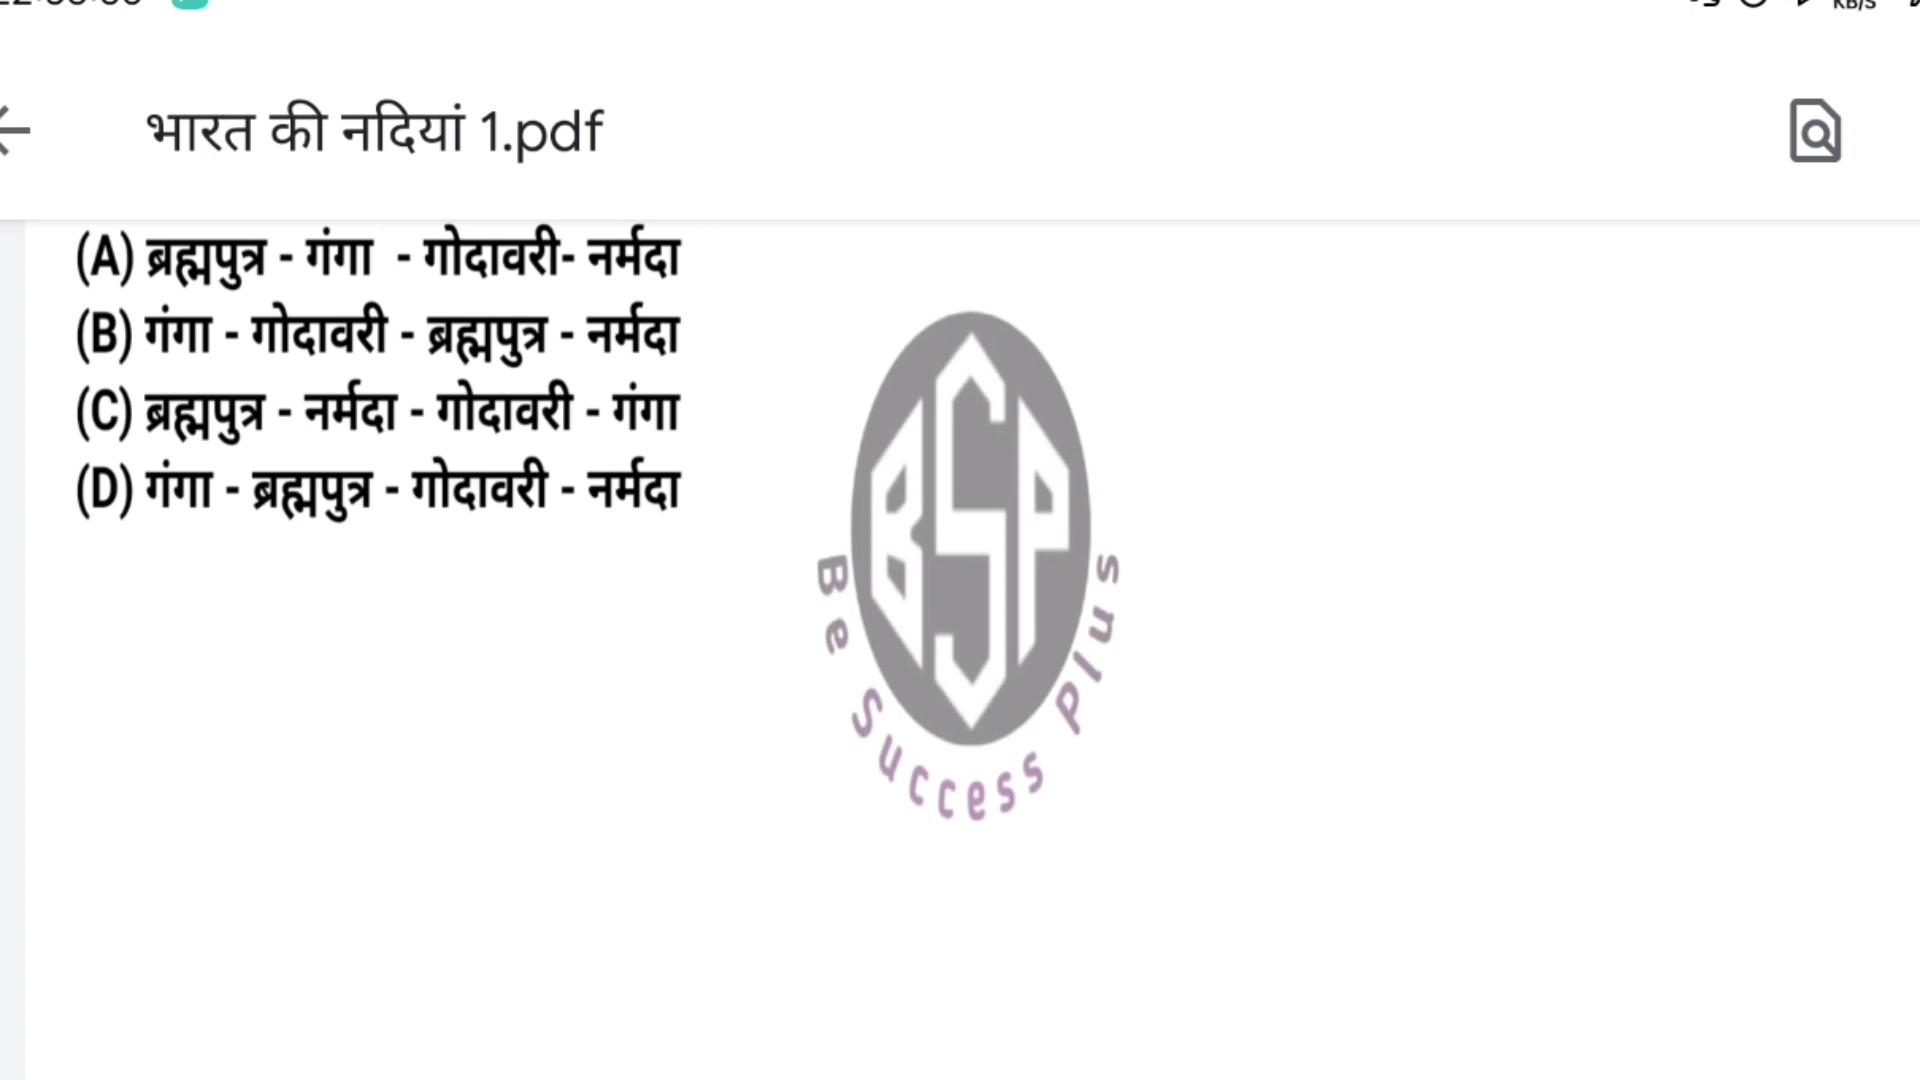 भारत की नदियां 1.pdf
KB/S
(A) ब्रह्मपुत्र - गंगा - गोदावरी- नर्मदा
(B) गंगा - गोदावरी - ब्रह्मपुत्र - नर्मदा
(C) ब्रह्मपुत्र - नर्मदा - गोदावरी - गंगा
(D) गंगा - ब्रह्मपुत्र - गोदावरी - नर्मदा
BSP
Be Success Plus